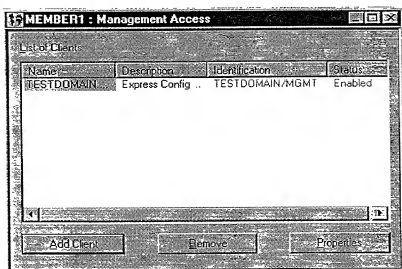 MEMBER1 : Management Access
List of Clients
Name Description Identification Status
TESTDOMAIN Express Config .. TESTDOMAIN/MGMT Enabled
Add Client Remove Properties